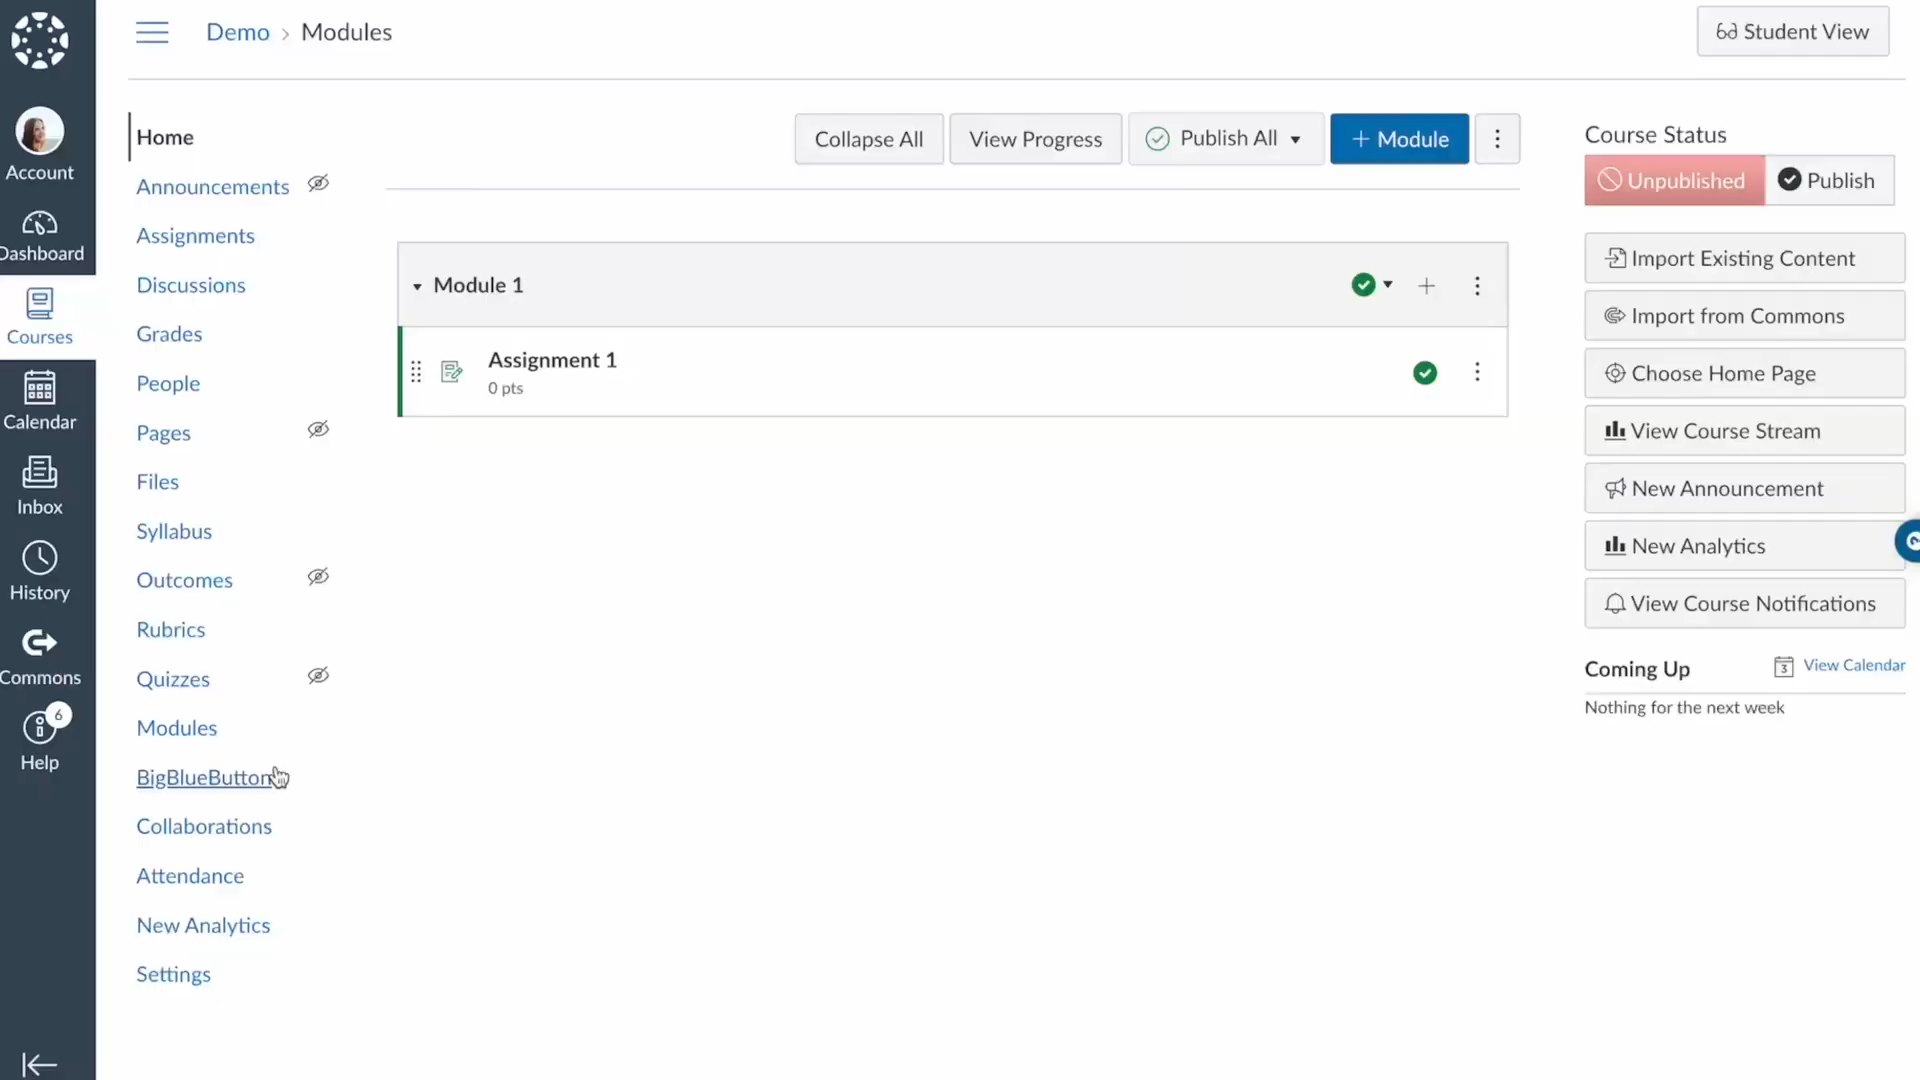 Demo › Modules
Student View
Account
Dashboard
Courses
Calendar
Inbox
History
Commons
6
Help
Home
Announcements
Assignments
Discussions
Grades
People
Pages
Files
Syllabus
Outcomes
Rubrics
Quizzes
Modules
BigBlueButton
Collaborations
Attendance
New Analytics
Settings
Collapse All
View Progress
Publish All
+ Module
Module 1
Assignment 1
0 pts
Course Status
Unpublished
Publish
Import Existing Content
Import from Commons
Choose Home Page
View Course Stream
New Announcement
New Analytics
View Course Notifications
Coming Up
3 View Calendar
Nothing for the next week